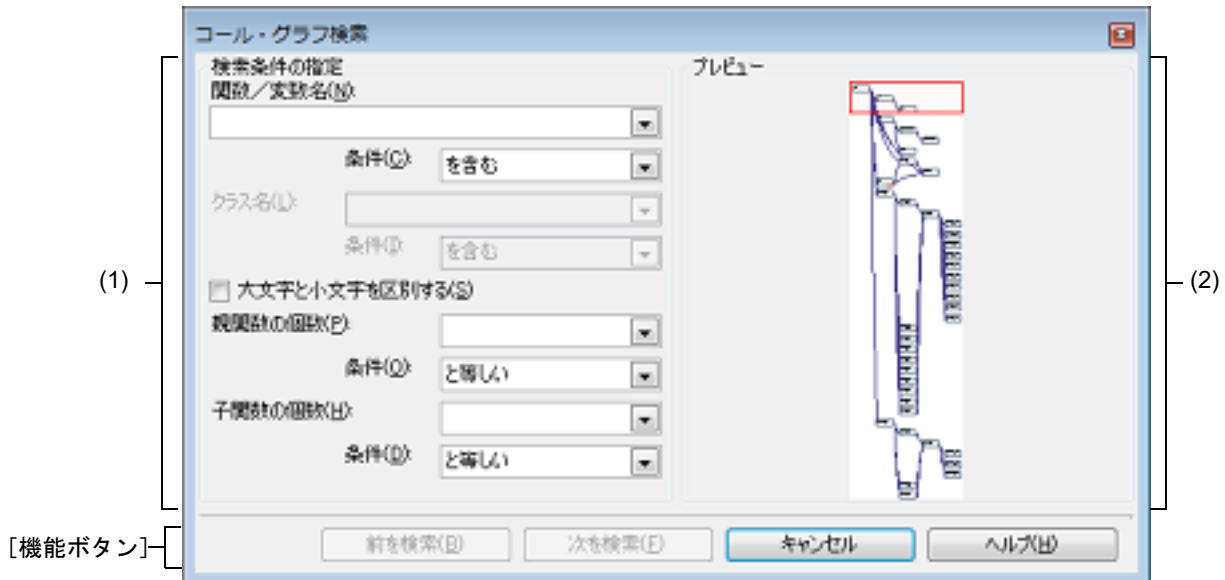 コール・グラフ検索
検索条件の指定
関数/変数名(N):
条件(C):
を含む
クラス名(L):
条件(I):
を含む
大文字と小文字を区別する(S)
親関数の個数(P):
条件(O):
と等しい
子関数の個数(H):
条件(D):
と等しい
プレビュー
(1)
(2)
[機能ボタン]
前を検索(B)
次を検索(F)
キャンセル
ヘルプ(H)